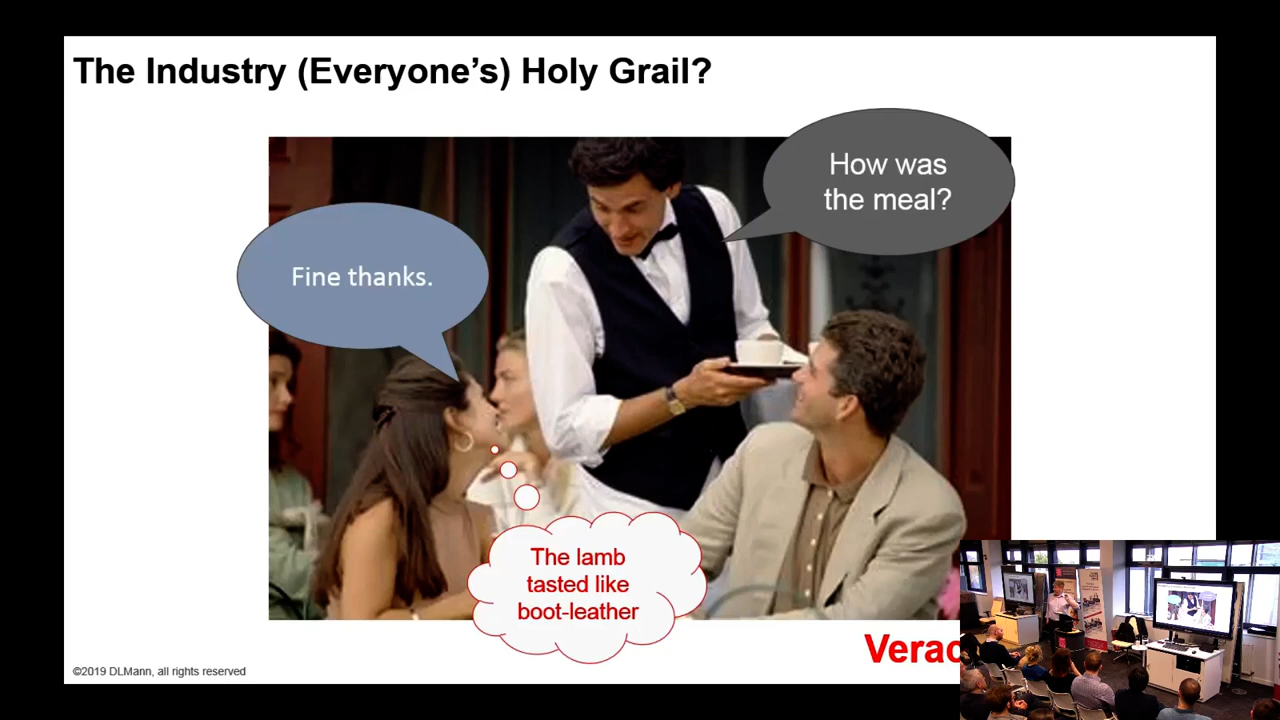 The Industry (Everyone's) Holy Grail?
How was
the meal?
Fine thanks.
The lamb
tasted like
boot-leather
©2019 DLMann, all rights reserved